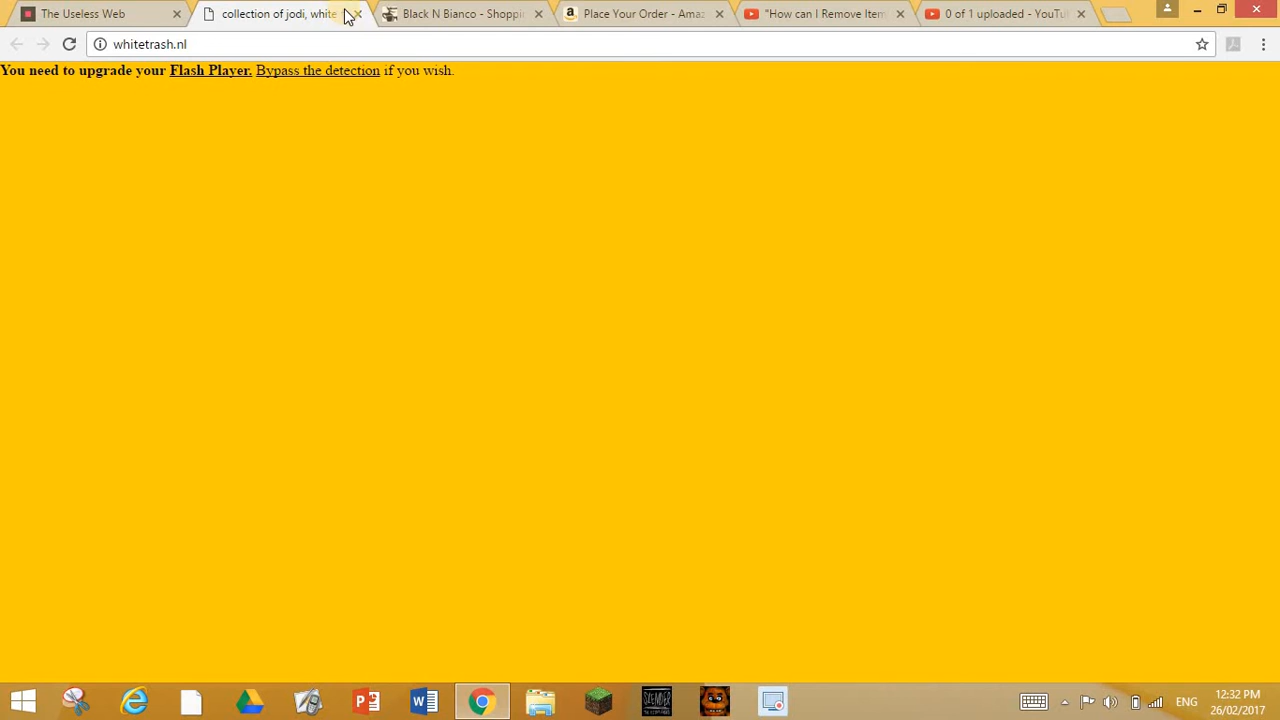 The Useless Web
collection of jodi, white
Black N Bianco - Shoppi
Place Your Order - Amaz
"How can I Remove Item
0 of 1 uploaded - YouTu
whitetrash.nl
You need to upgrade your Flash Player. Bypass the detection if you wish.
ENG
12:32 PM
26/02/2017